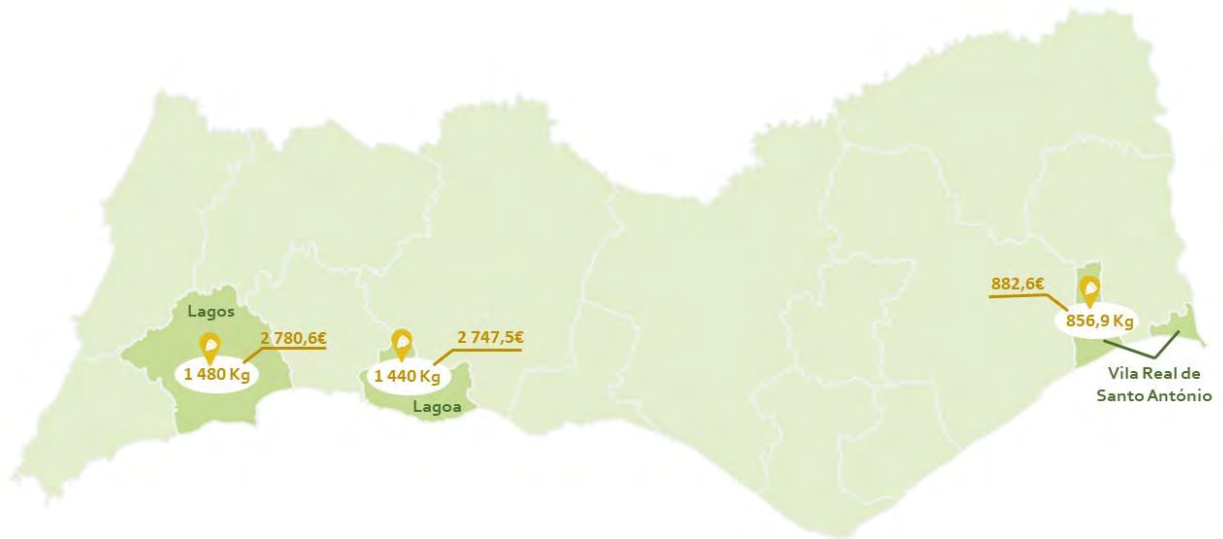 Lagos
2 780,6€
1 480 Kg
2 747,5€
1 440 Kg
Lagoa
882,6€
856,9 Kg
Vila Real de
Santo António